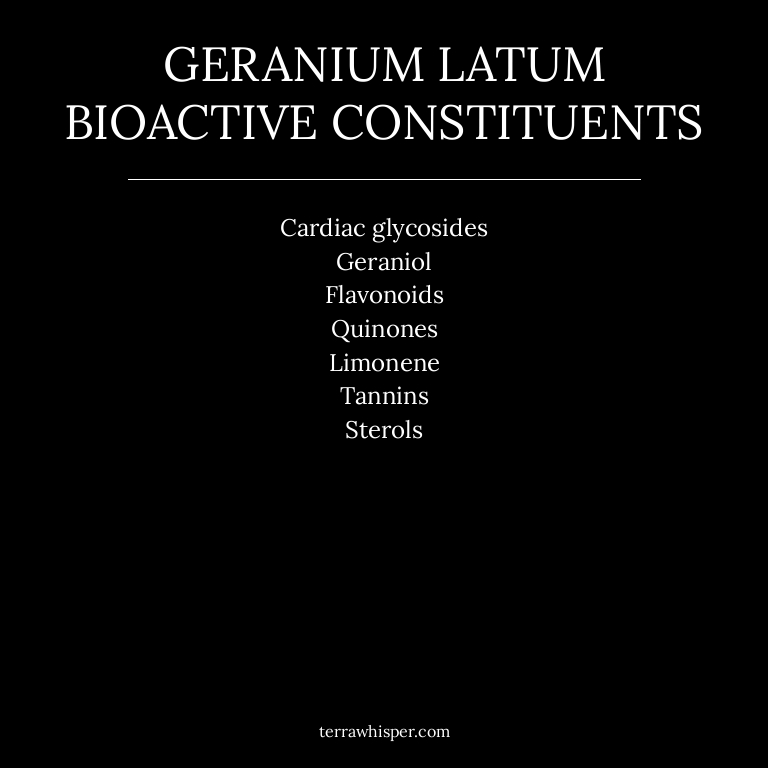 GERANIUM LATUM
BIOACTIVE CONSTITUENTS
Cardiac glycosides
Geraniol
Flavonoids
Quinones
Limonene
Tannins
Sterols
terrawhisper.com